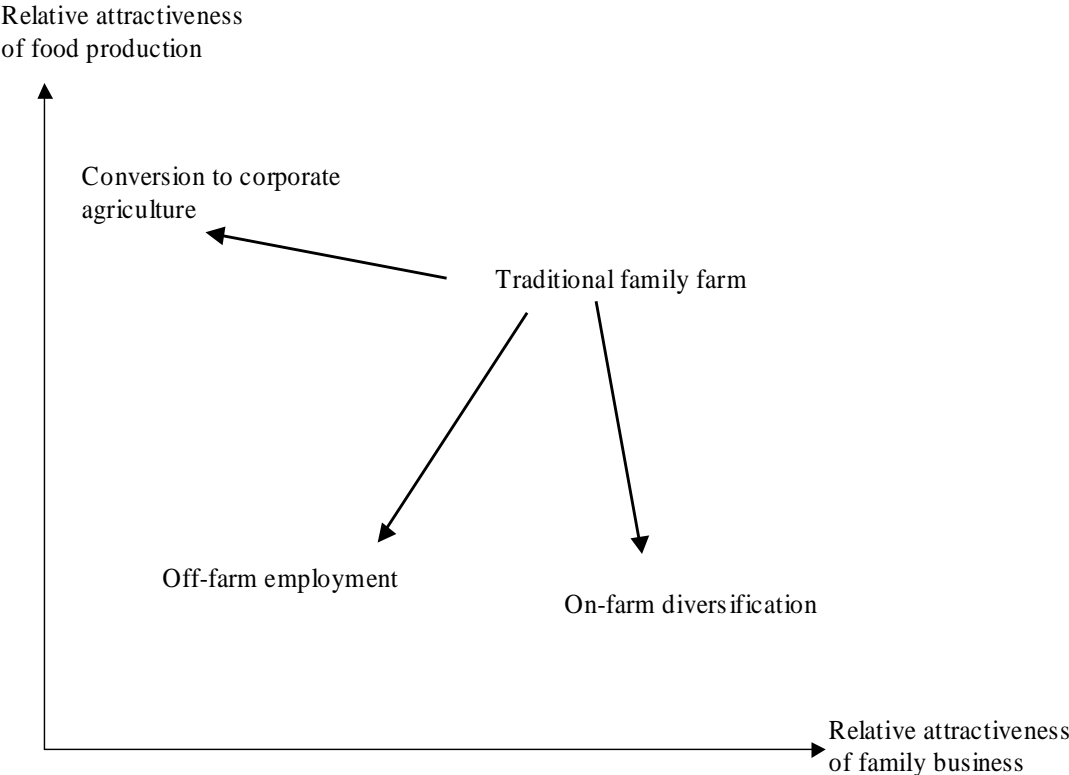 Relative attractiveness
of food production
Conversion to corporate
agriculture
Traditional family farm
Off-farm employment
On-farm diversification
Relative attractiveness
of family business